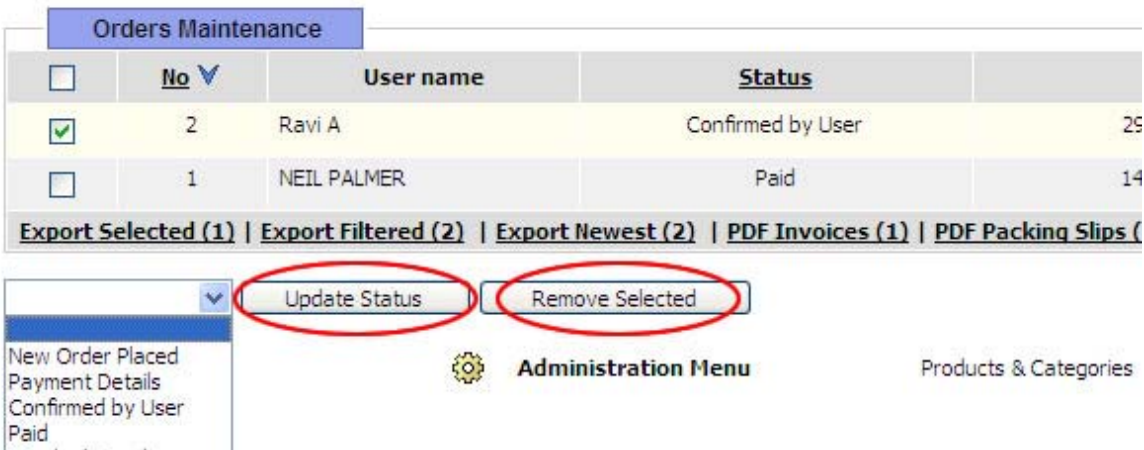 Orders Maintenance
No User name Status
2 Ravi A Confirmed by User 29
1 NEIL PALMER Paid 14
Export Selected (1) | Export Filtered (2) | Export Newest (2) | PDF Invoices (1) | PDF Packing Slips (
Update Status Remove Selected
New Order Placed
Payment Details
Confirmed by User
Paid
Administration Menu Products & Categories